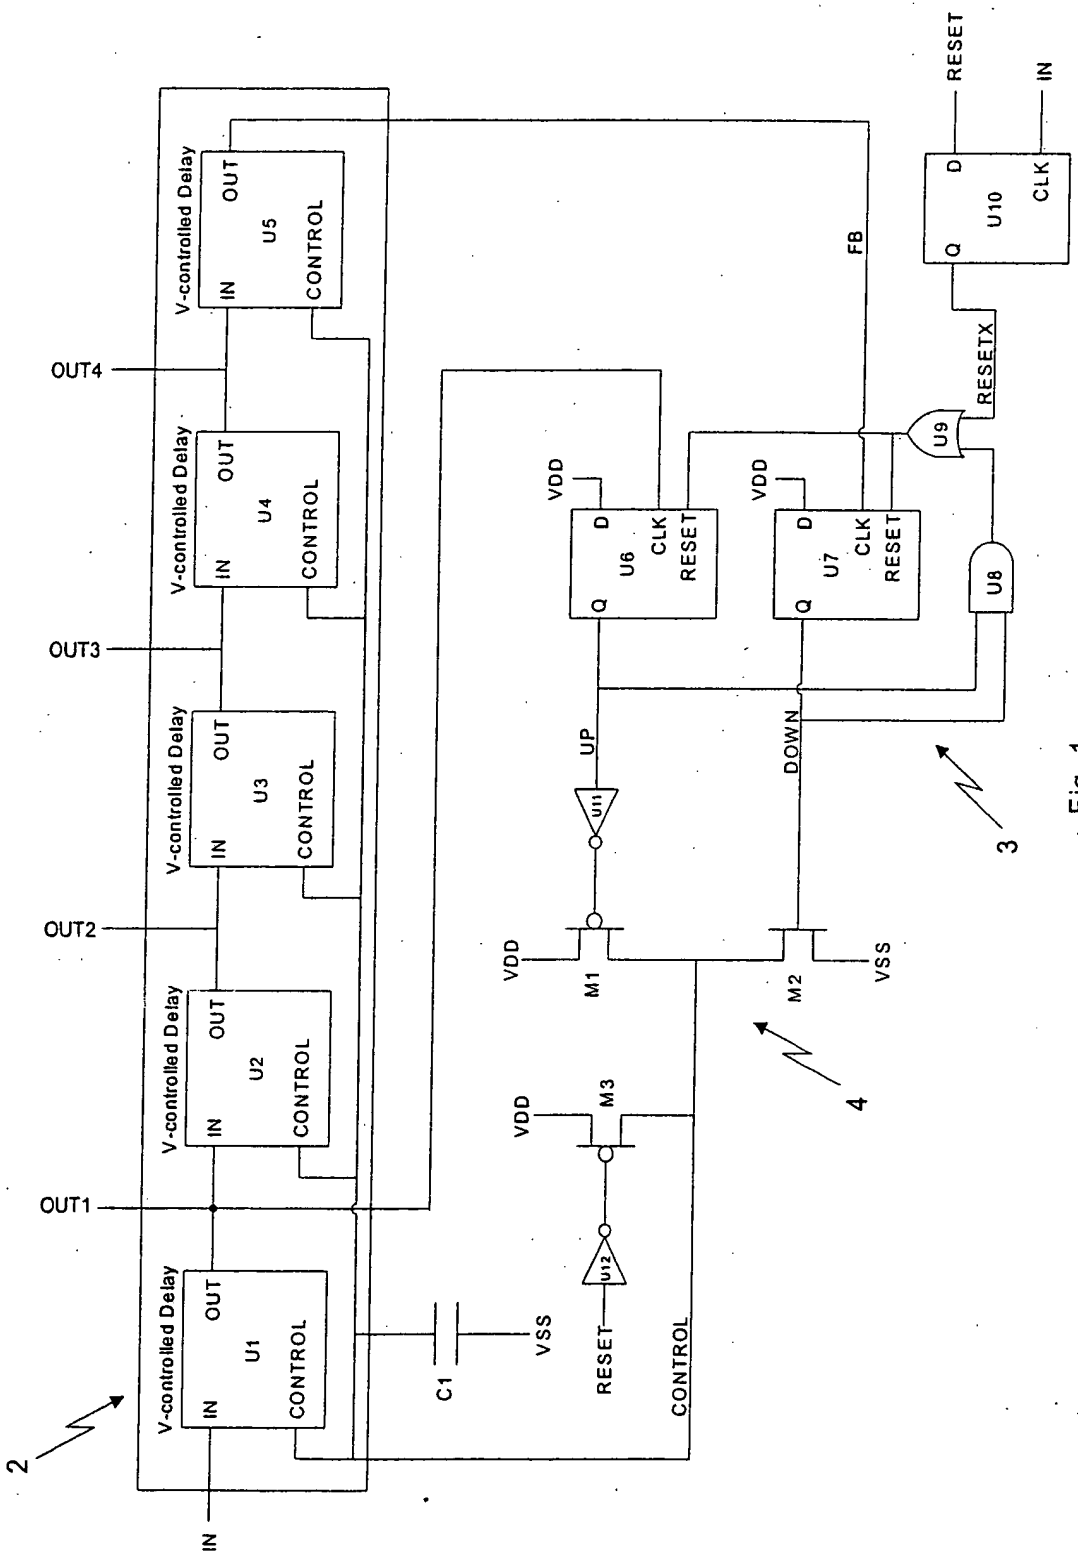 2
IN
V-controlled Delay
IN
OUT
U1
CONTROL
OUT1
V-controlled Delay
IN
OUT
U2
CONTROL
OUT2
V-controlled Delay
IN
OUT
U3
CONTROL
OUT3
V-controlled Delay
IN
OUT
U4
CONTROL
OUT4
V-controlled Delay
IN
OUT
U5
CONTROL
C1
VSS
RESET
U12
VDD
M3
CONTROL
4
VDD
M1
M2
VSS
U11
UP
DOWN
VDD
Q
D
U6
CLK
RESET
VDD
Q
D
U7
CLK
RESET
FB
U8
U9
RESETX
Q
D
U10
CLK
RESET
IN
3